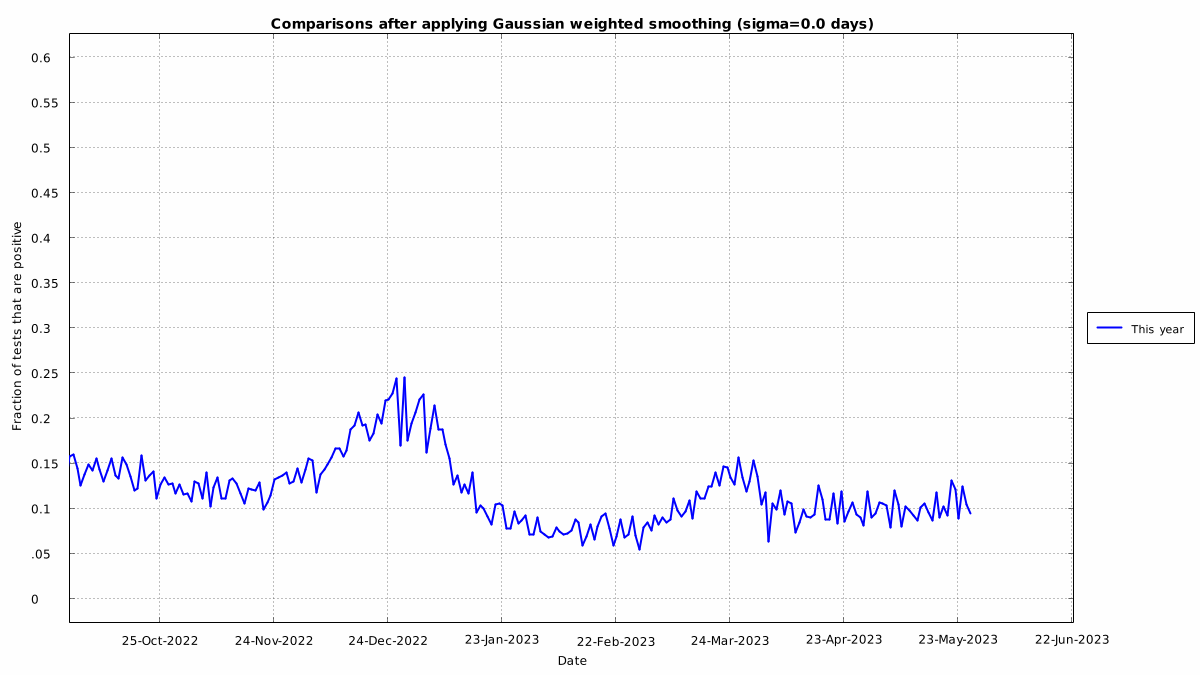 Comparisons after applying Gaussian weighted smoothing (sigma=0.0 days)
Fraction of tests that are positive
0.6
0.55
0.5
0.45
0.4
0.35
0.3
0.25
0.2
0.15
0.1
.05
0
25-Oct-2022 24-Nov-2022 24-Dec-2022 23-Jan-2023 22-Feb-2023 24-Mar-2023 23-Apr-2023 23-May-2023 22-Jun-2023
Date
This year